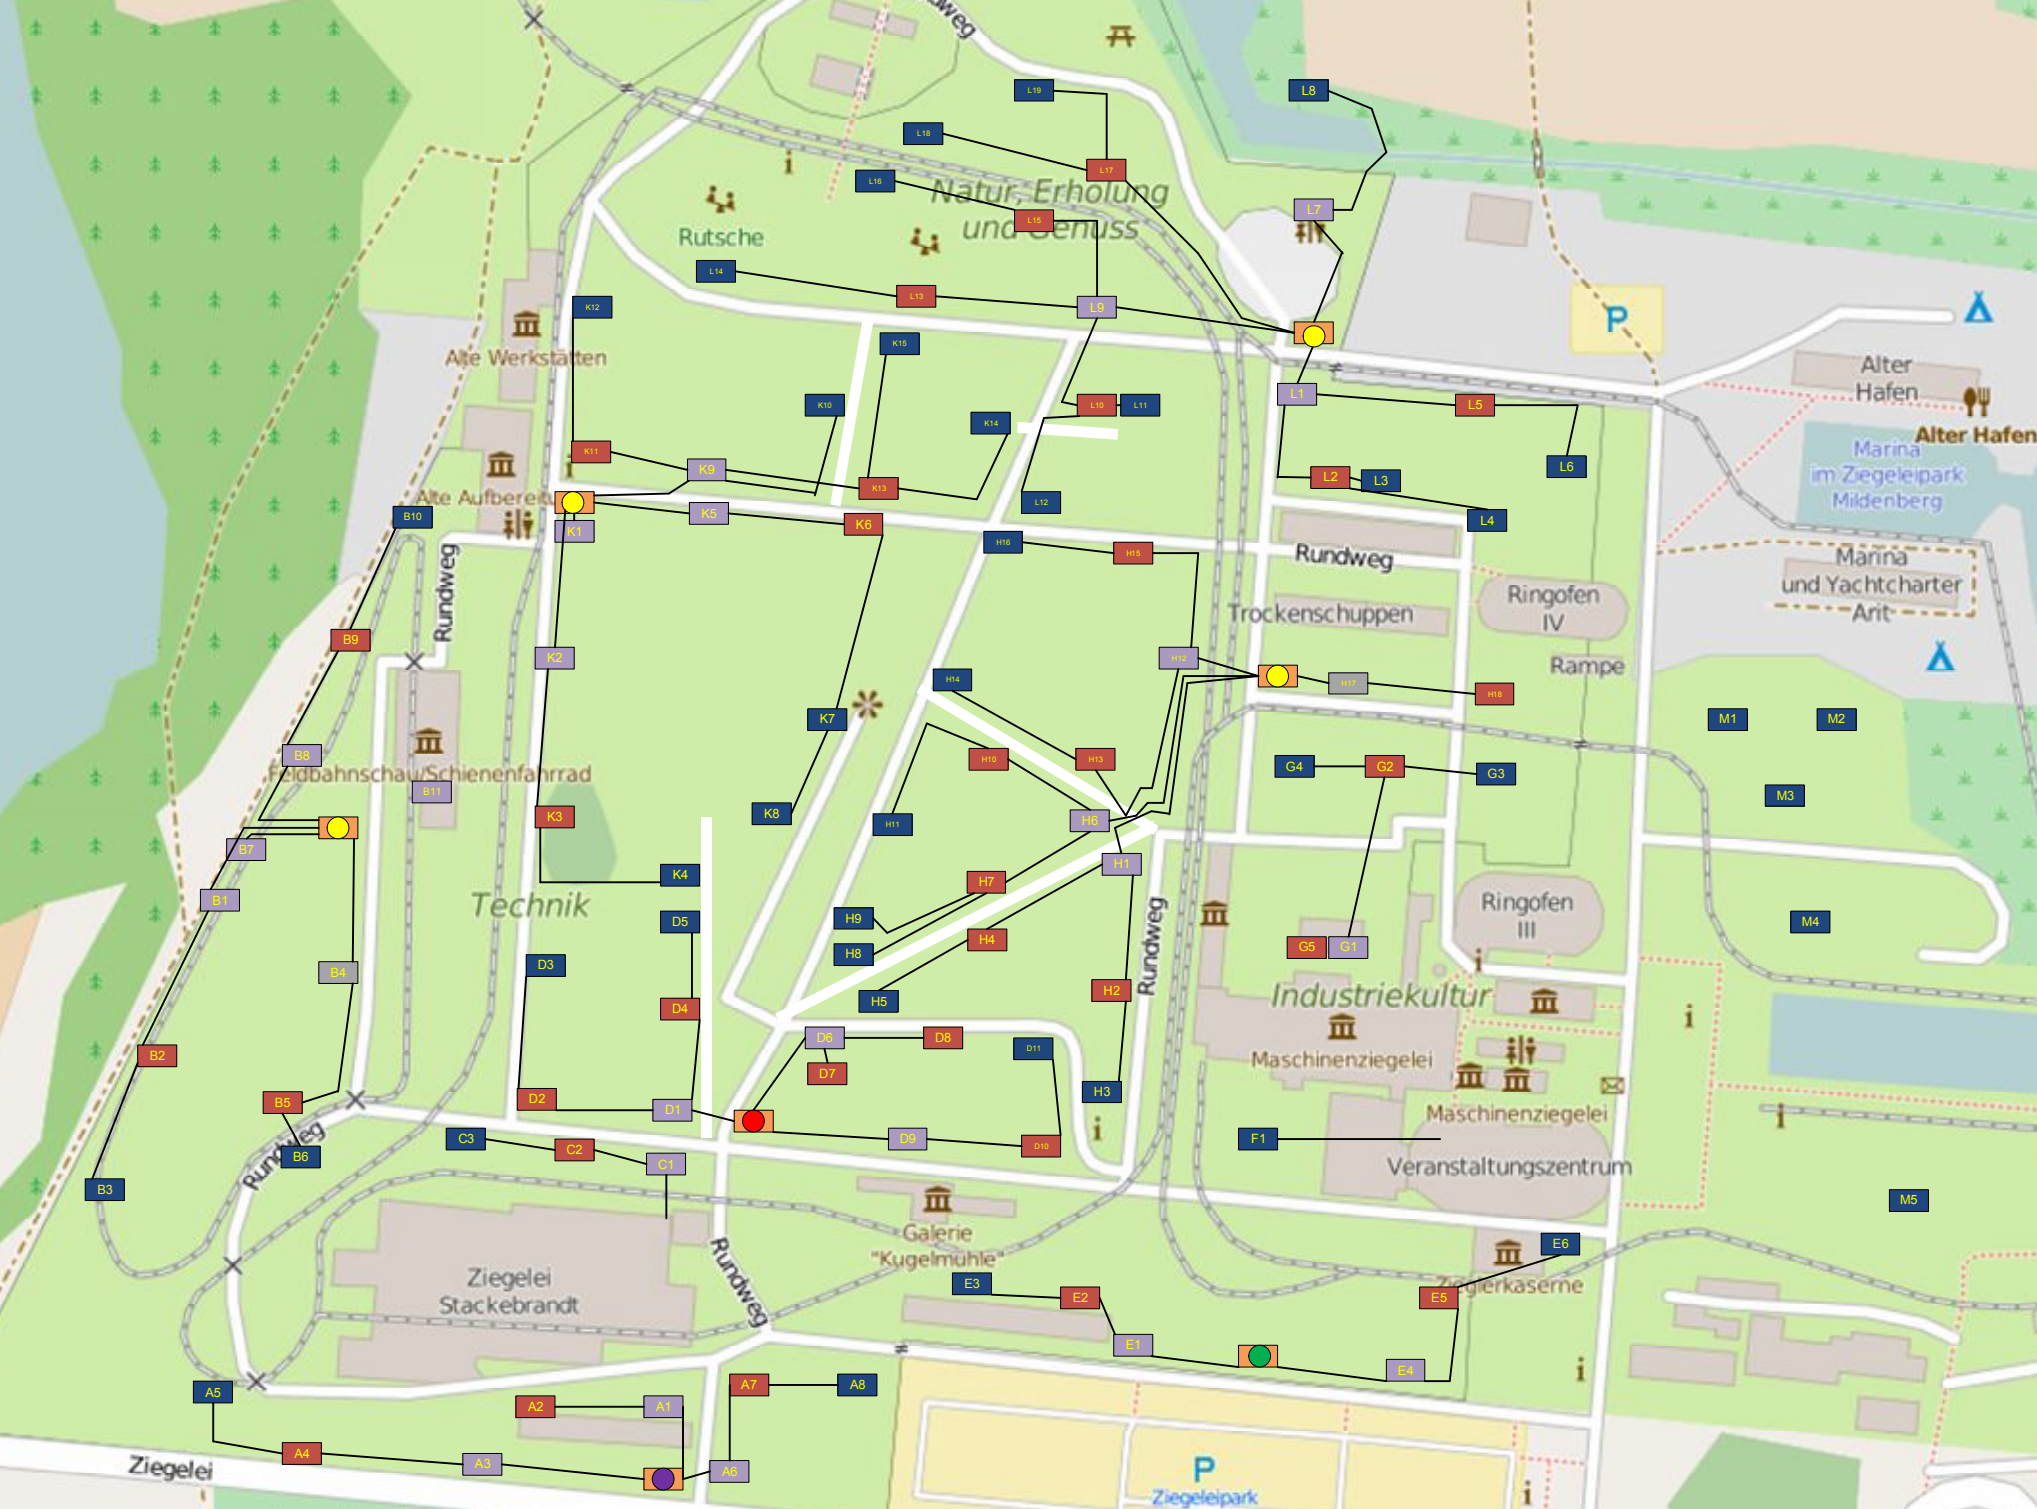 Rundweg
L19
L8
L18
L17
L16
Natur, Erholung
und Genuss
L15
L7
Rutsche
L14
L13
L9
K12
P
Alte Werkstätten
K15
Alter
Hafen
L1
K10
L10
L11
L5
K14
Alter Hafen
K11
K9
L6
Marina
im Ziegeleipark
Mildenberg
L2
L3
K13
Alte Aufbereitu
L12
K5
K6
L4
B10
K1
H16
H15
Rundweg
Marina
und Yachtcharter
Arit
Rundweg
Ringofen
IV
Trockenschuppen
B9
K2
H12
Rampe
H14
H17
H18
K7
M1
M2
B8
H10
H13
G4
G2
G3
Feldbahnschau/Schienenfahrrad
B11
M3
K3
K8
H11
H6
B7
H1
K4
H7
B1
Technik
D5
H9
Ringofen
III
M4
Rundweg
H4
H8
G5
G1
D3
B4
H2
Industriekultur
H5
D4
D6
D8
D11
B2
Maschinenziegelei
D7
H3
D2
B5
D1
Maschinenziegelei
C3
C2
D9
D10
F1
Rundweg
B6
C1
Veranstaltungszentrum
B3
M5
Galerie
"Kugelmühle"
E6
Rundweg
Ziegelei
Stackebrandt
E3
E2
E5
Zieglerkaserne
E1
E4
A5
A7
A8
A2
A1
A4
A3
A6
Ziegelei
P
Ziegeleipark